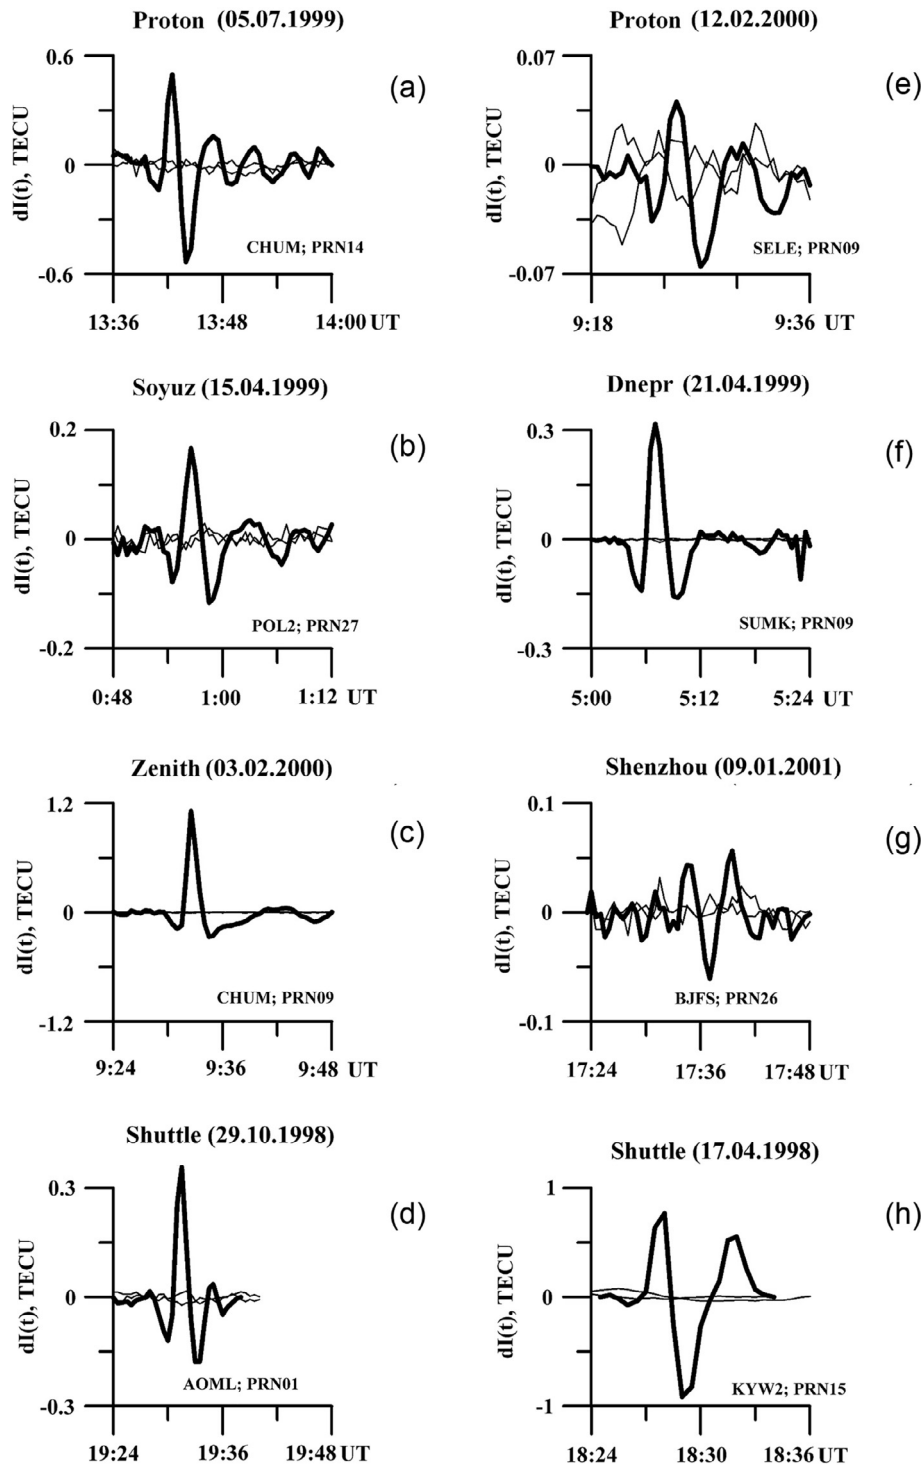 Proton (05.07.1999)
0.6
(a)
dI(t), TECU
0
CHUM; PRN14
-0.6
13:36 13:48 14:00 UT
Soyuz (15.04.1999)
0.2
(b)
dI(t), TECU
0
POL2; PRN27
-0.2
0:48 1:00 1:12 UT
Zenith (03.02.2000)
1.2
(c)
dI(t), TECU
0
CHUM; PRN09
-1.2
9:24 9:36 9:48 UT
Shuttle (29.10.1998)
0.3
(d)
dI(t), TECU
0
AOML; PRN01
-0.3
19:24 19:36 19:48 UT
Proton (12.02.2000)
0.07
(e)
dI(t), TECU
0
SELE; PRN09
-0.07
9:18 9:36 UT
Dnepr (21.04.1999)
0.3
(f)
dI(t), TECU
0
SUMK; PRN09
-0.3
5:00 5:12 5:24 UT
Shenzhou (09.01.2001)
0.1
(g)
dI(t), TECU
0
BJFS; PRN26
-0.1
17:24 17:36 17:48 UT
Shuttle (17.04.1998)
1
(h)
dI(t), TECU
0
KYW2; PRN15
-1
18:24 18:30 18:36 UT